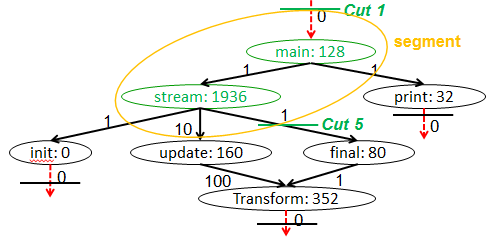 0
Cut 1
main: 128
segment
1
1
stream: 1936
print: 32
1
10
1
Cut 5
0
init: 0
update: 160
final: 80
0
100
1
Transform: 352
0